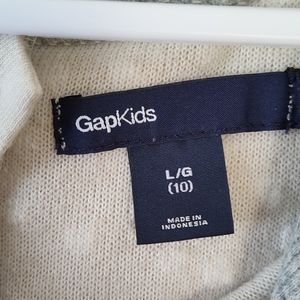 GapKids
L/G
(10)
MADE IN
INDONESIA